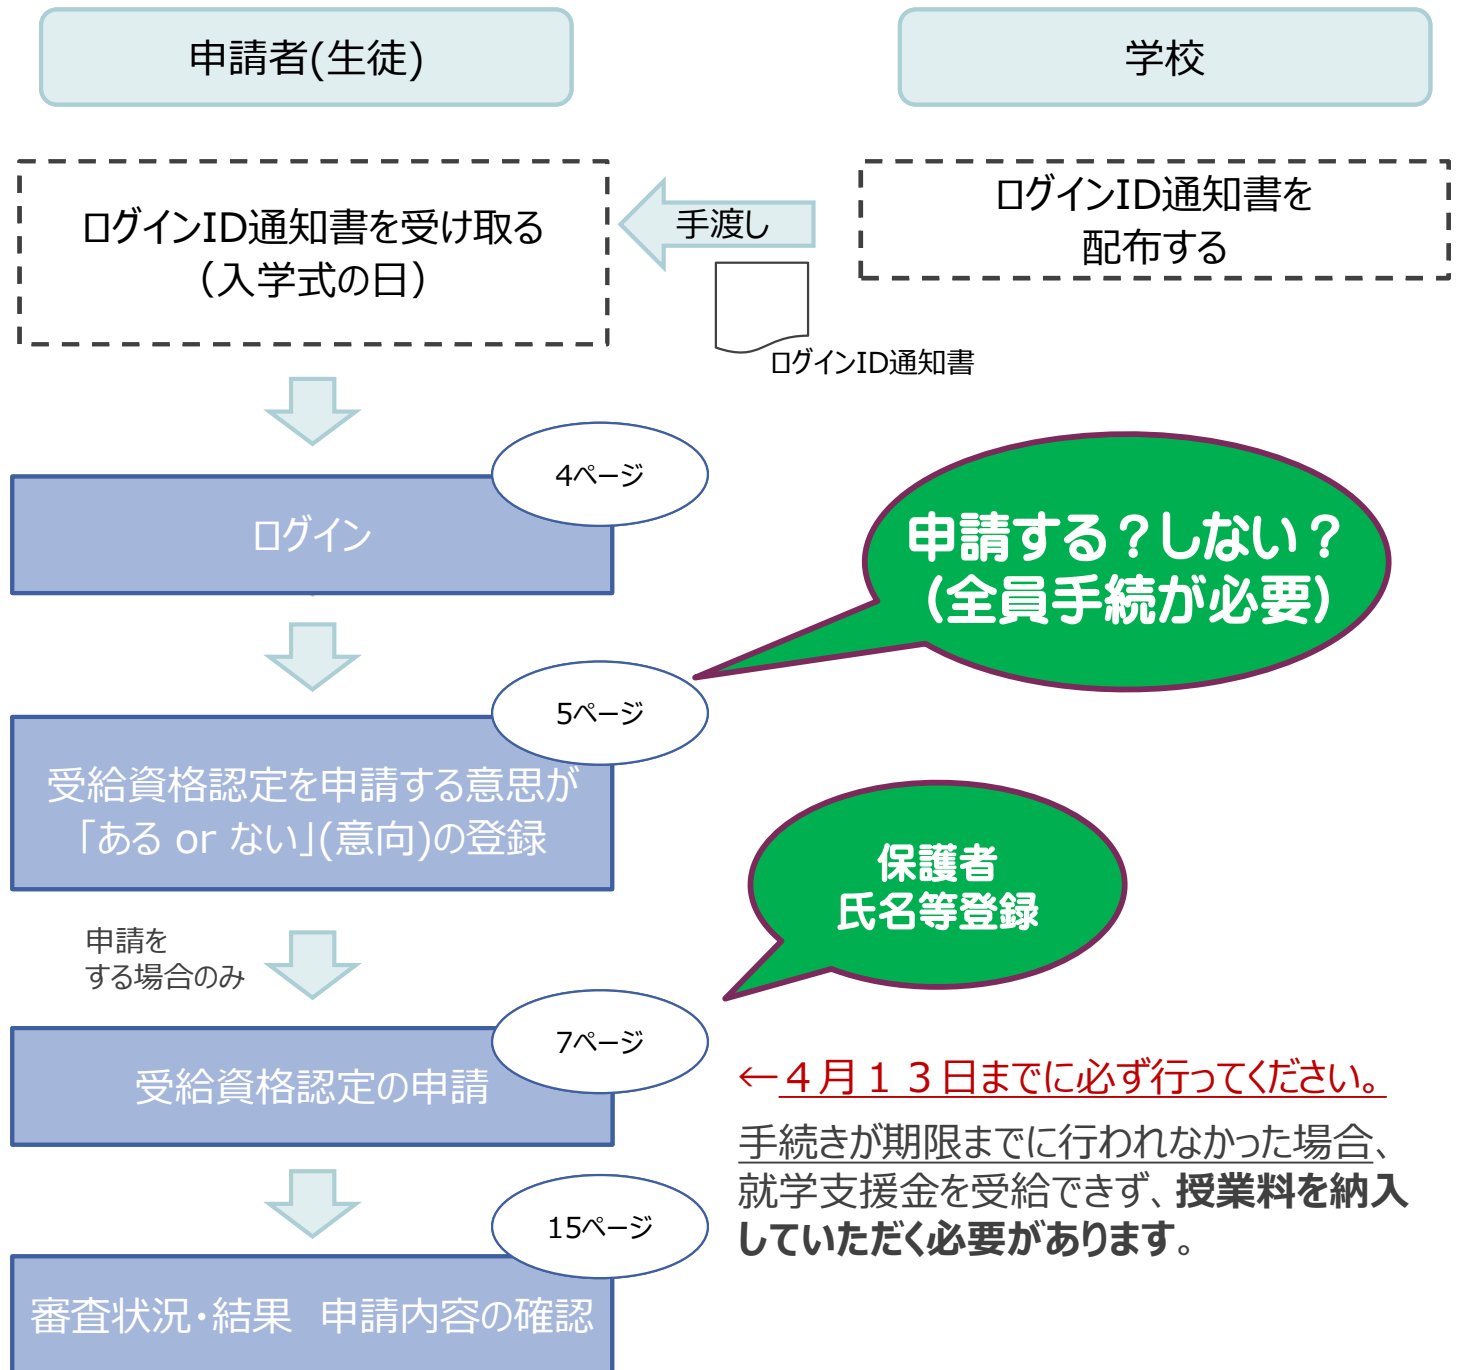 申請者(生徒)
学校
ログインID通知書を受け取る
（入学式の日）
手渡し
ログインID通知書を
配布する
ログインID通知書
4ページ
ログイン
申請する？しない？
（全員手続が必要）
5ページ
受給資格認定を申請する意思が
「ある or ない」(意向)の登録
保護者
氏名等登録
申請を
する場合のみ
7ページ
受給資格認定の申請
←４月１３日までに必ず行ってください。
手続きが期限までに行われなかった場合、
就学支援金を受給できず、授業料を納入
していただく必要があります。
15ページ
審査状況・結果　申請内容の確認